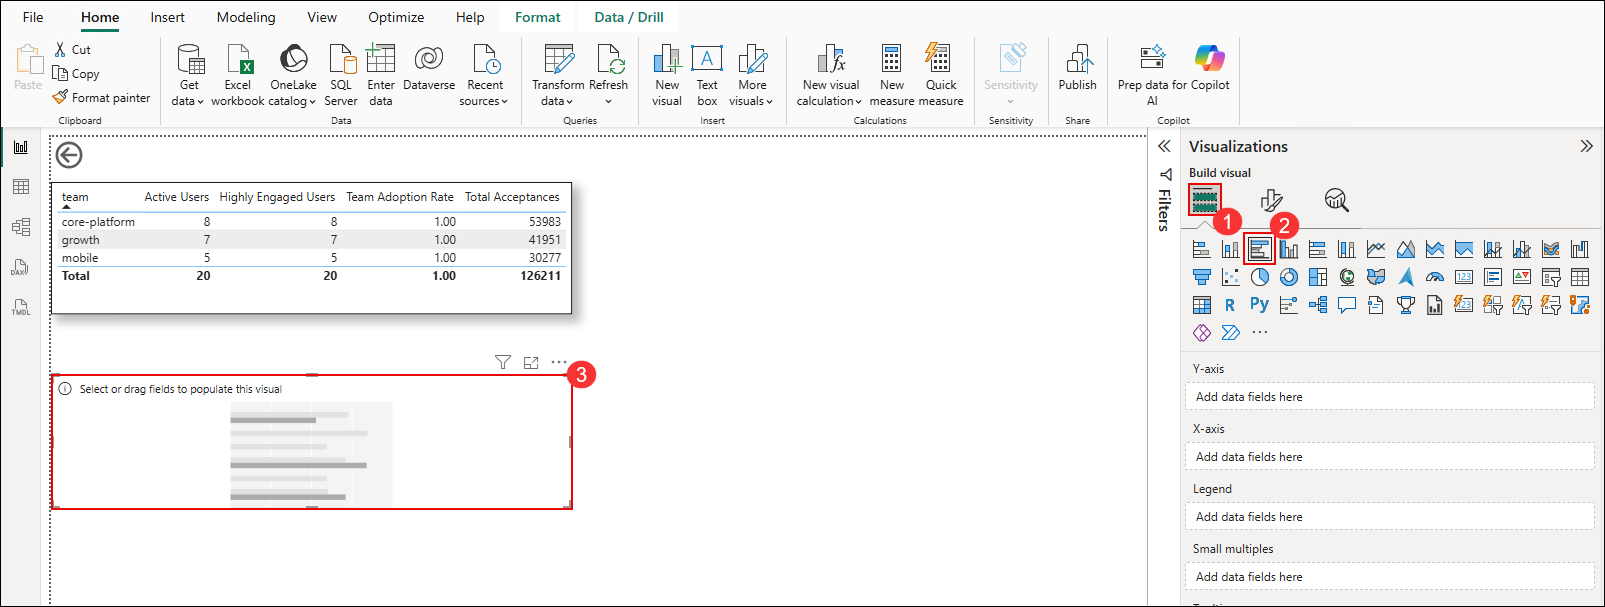 File Home Insert Modeling View Optimize Help Format Data / Drill
Paste
Cut
Copy
Format painter
Clipboard
Get data
Excel workbook
OneLake catalog
SQL Server
Enter data
Dataverse
Recent sources
Data
Transform data
Refresh
Queries
New visual
Text box
More visuals
Insert
New visual calculation
New measure
Quick measure
Calculations
Sensitivity
Sensitivity
Publish
Share
Prep data for AI
Copilot
Copilot
DAX
TMDL
team Active Users Highly Engaged Users Team Adoption Rate Total Acceptances
core-platform 8 8 1.00 53983
growth 7 7 1.00 41951
mobile 5 5 1.00 30277
Total 20 20 1.00 126211
3
Select or drag fields to populate this visual
Filters
Visualizations
Build visual
1
2
123
R
Py
123
Y-axis
Add data fields here
X-axis
Add data fields here
Legend
Add data fields here
Small multiples
Add data fields here